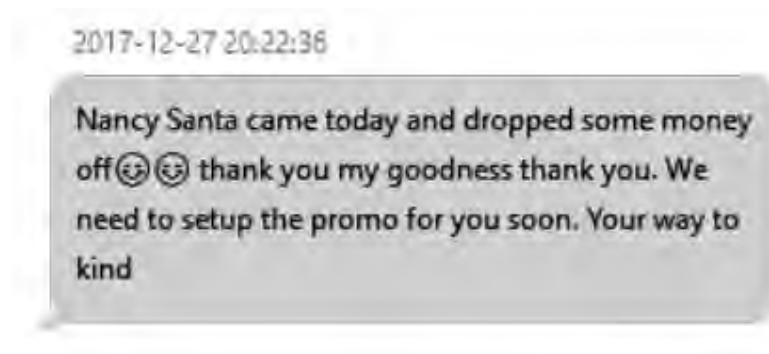 2017-12-27 20:22:36
Nancy Santa came today and dropped some money
off☺☺ thank you my goodness thank you. We
need to setup the promo for you soon. Your way to
kind